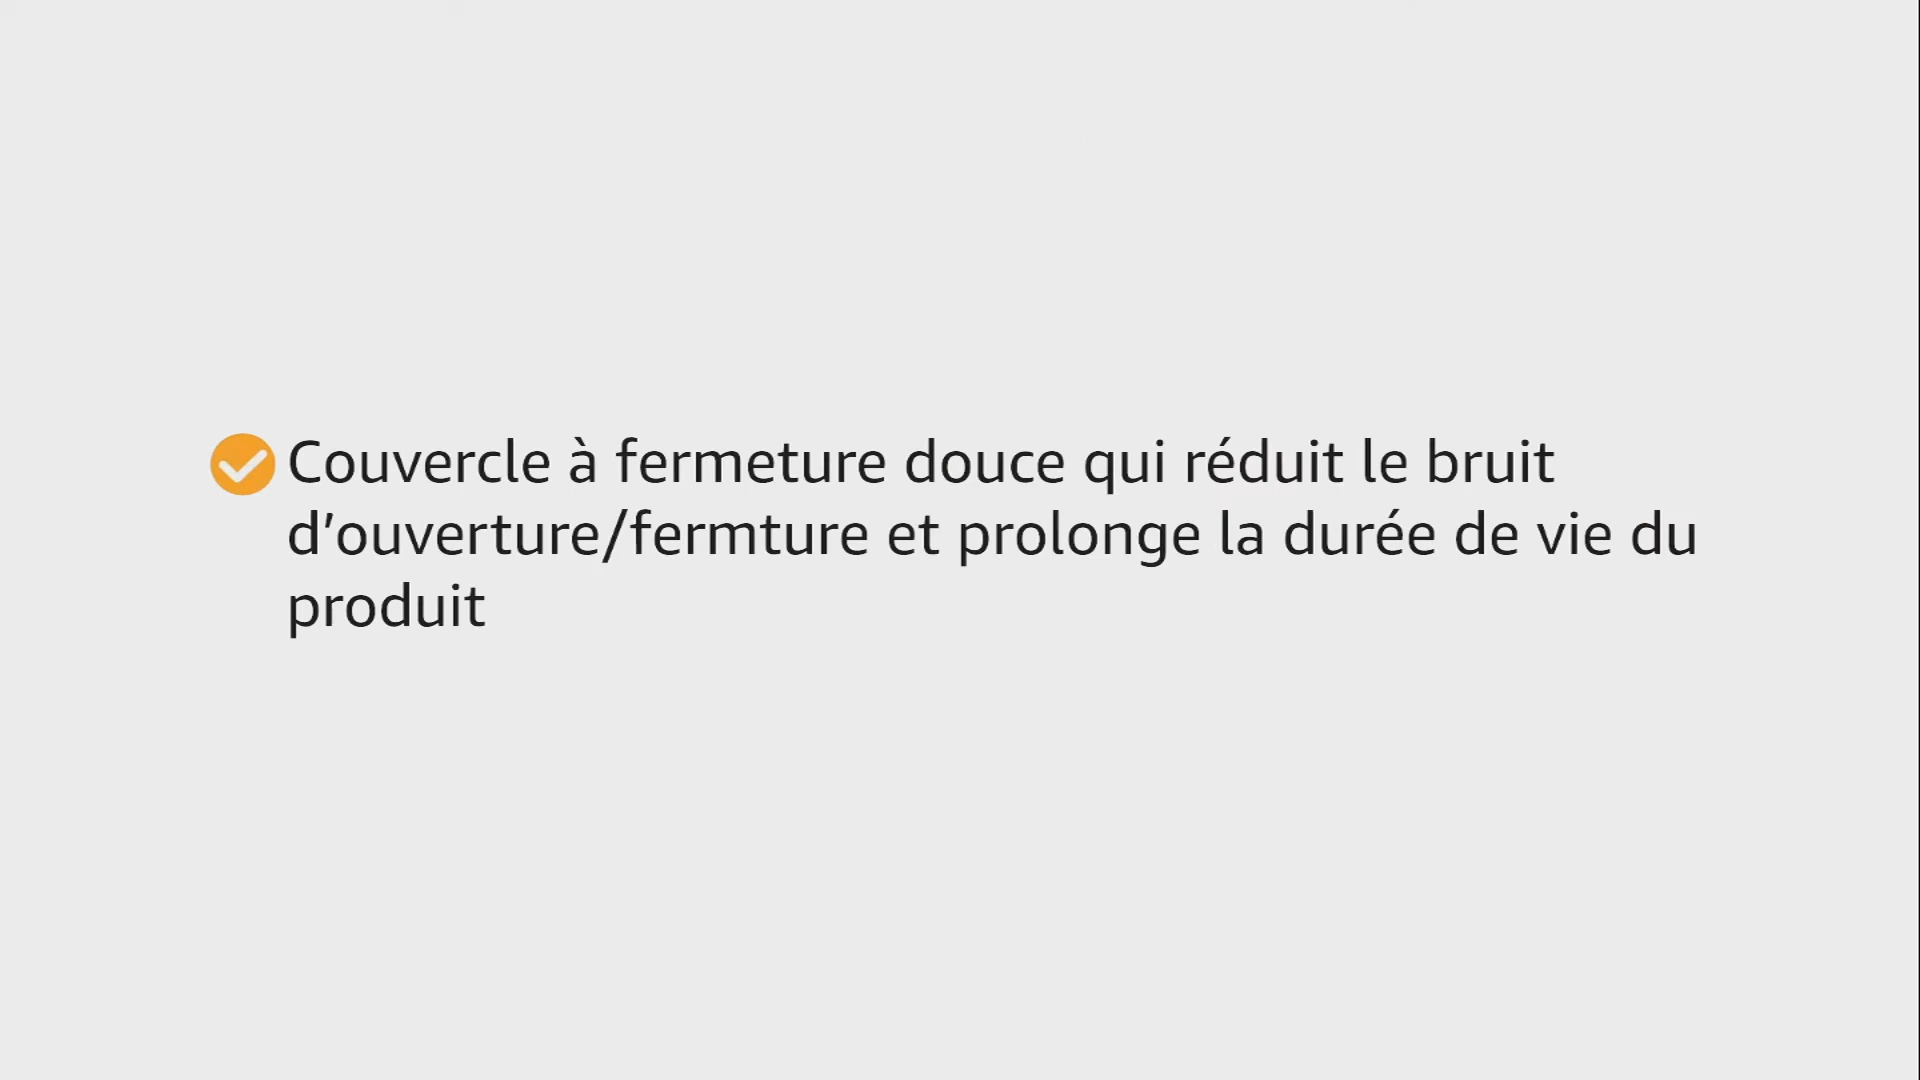 Couvercle à fermeture douce qui réduit le bruit
d’ouverture/fermture et prolonge la durée de vie du
produit